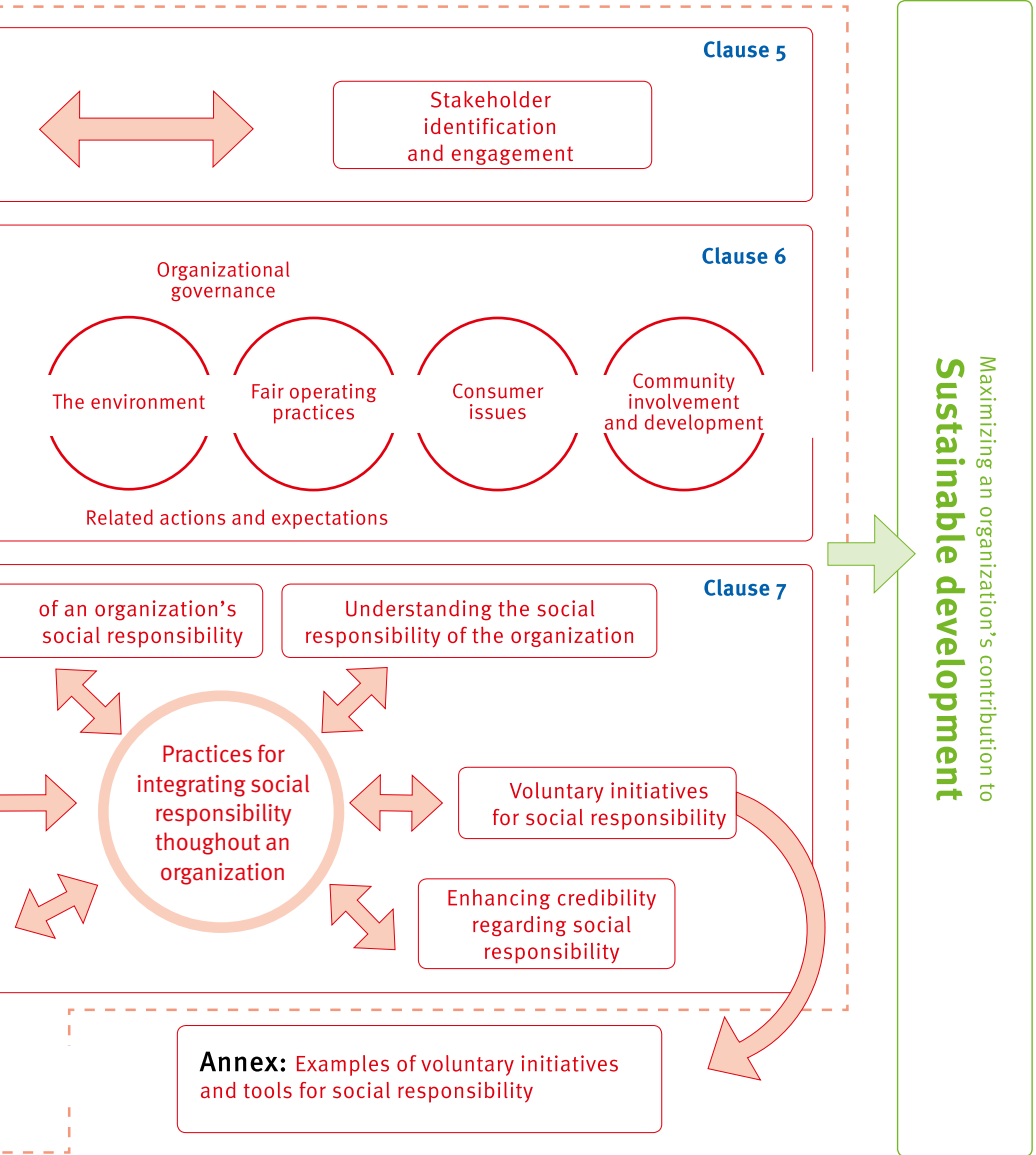 Clause 5
Stakeholder
identification
and engagement
Clause 6
Organizational
governance
The environment
Fair operating
practices
Consumer
issues
Community
involvement
and development
Related actions and expectations
Clause 7
of an organization’s
social responsibility
Understanding the social
responsibility of the organization
Practices for
integrating social
responsibility
thoughout an
organization
Voluntary initiatives
for social responsibility
Enhancing credibility
regarding social
responsibility
Annex: Examples of voluntary initiatives
and tools for social responsibility
Maximizing an organization’s contribution to
Sustainable development